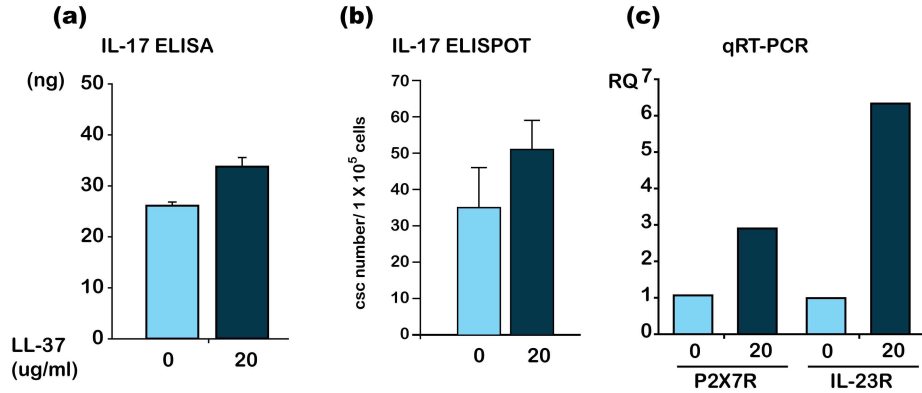 (a)
IL-17 ELISA
(ng)
50
40
30
20
10
0
LL-37
(ug/ml)
0 20
(b)
IL-17 ELISPOT
csc number/ 1 X 10⁵ cells
70
60
50
40
30
20
10
0
0 20
(c)
qRT-PCR
RQ
7
6
5
4
3
2
1
0
0 20 0 20
P2X7R IL-23R